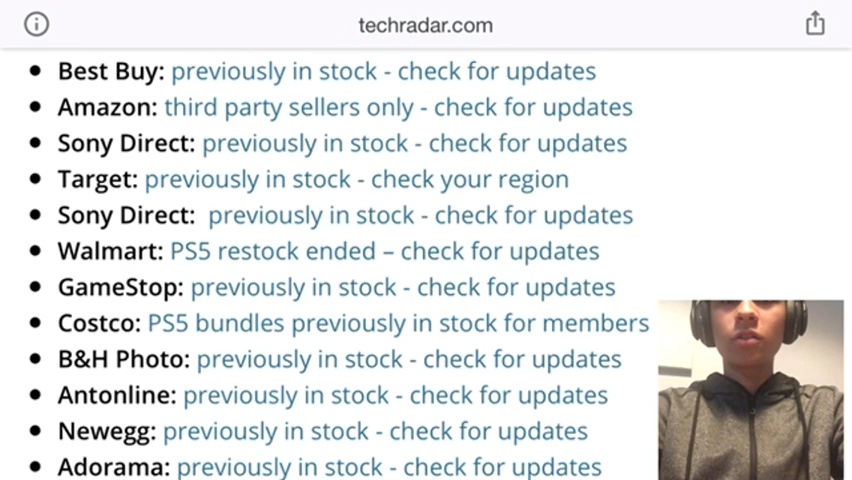 techradar.com
Best Buy: previously in stock - check for updates
Amazon: third party sellers only - check for updates
Sony Direct: previously in stock - check for updates
Target: previously in stock - check your region
Sony Direct: previously in stock - check for updates
Walmart: PS5 restock ended – check for updates
GameStop: previously in stock - check for updates
Costco: PS5 bundles previously in stock for members
B&H Photo: previously in stock - check for updates
Antonline: previously in stock - check for updates
Newegg: previously in stock - check for updates
Adorama: previously in stock - check for updates